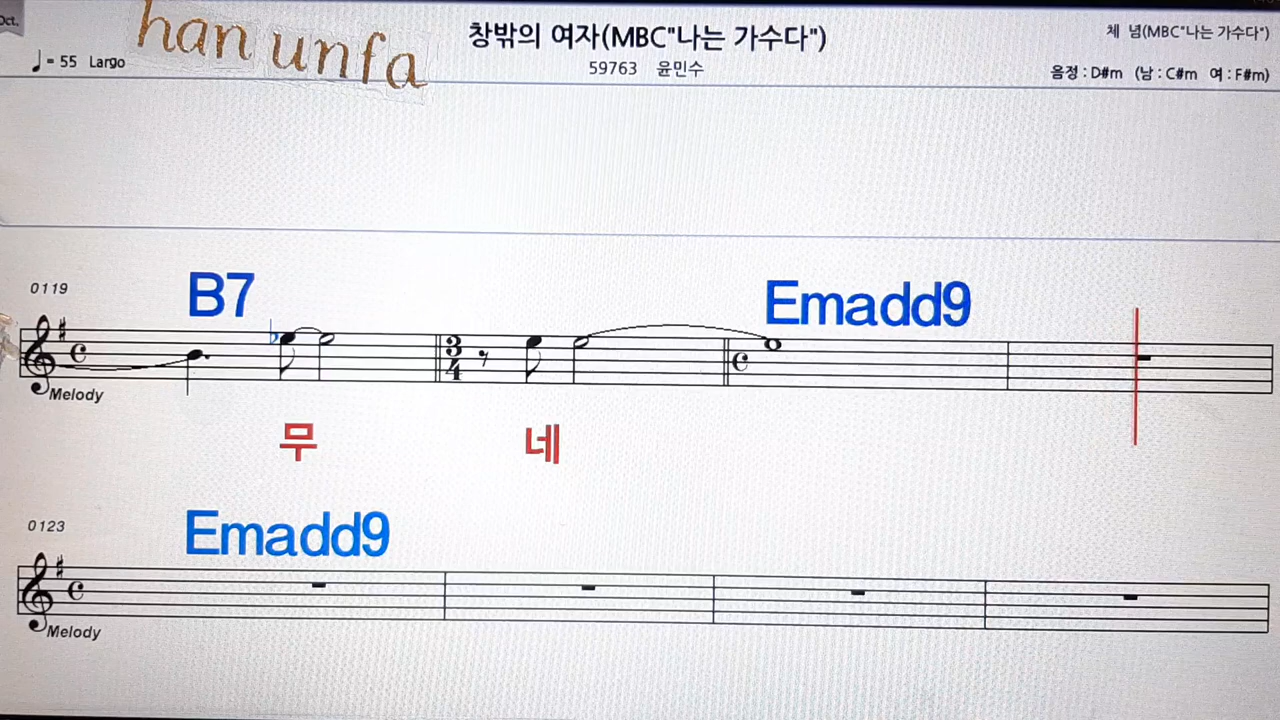 Oct.
han unfa
창밖의 여자(MBC"나는 가수다")
체 념(MBC"나는 가수다")
♩= 55 Largo
59763 윤민수
음정 : D#m (남 : C#m 여 : F#m)
0119
B7
Emadd9
3
4
Melody
무 네
0123
Emadd9
Melody